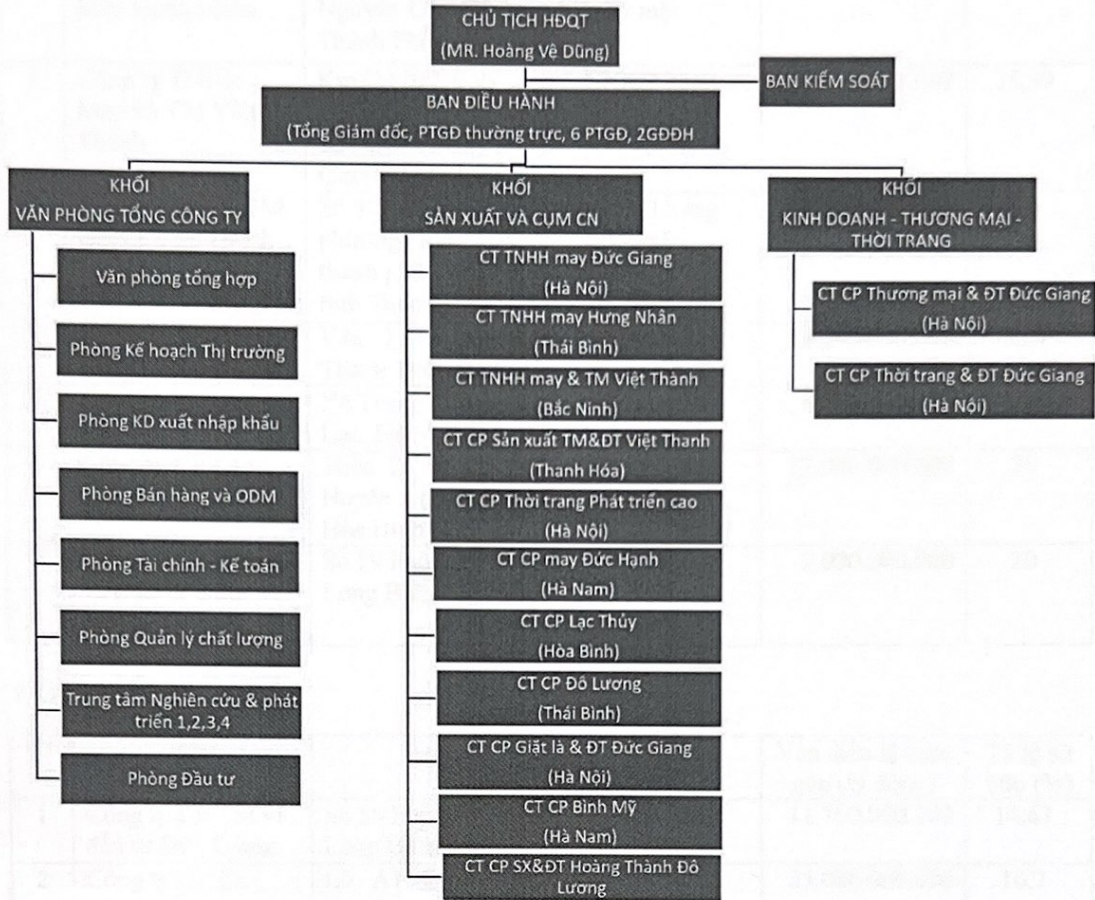 CHỦ TỊCH HĐQT
(MR. Hoàng Vệ Dũng)
BAN KIỂM SOÁT
BAN ĐIỀU HÀNH
(Tổng Giám đốc, PTGĐ thường trực, 6 PTGĐ, 2GĐĐH
KHỐI
VĂN PHÒNG TỔNG CÔNG TY
Văn phòng tổng hợp
Phòng Kế hoạch Thị trường
Phòng KD xuất nhập khẩu
Phòng Bán hàng và ODM
Phòng Tài chính - Kế toán
Phòng Quản lý chất lượng
Trung tâm Nghiên cứu & phát
triển 1,2,3,4
Phòng Đầu tư
KHỐI
SẢN XUẤT VÀ CỤM CN
CT TNHH may Đức Giang
(Hà Nội)
CT TNHH may Hưng Nhân
(Thái Bình)
CT TNHH may & TM Việt Thành
(Bắc Ninh)
CT CP Sản xuất TM&ĐT Việt Thanh
(Thanh Hóa)
CT CP Thời trang Phát triển cao
(Hà Nội)
CT CP may Đức Hạnh
(Hà Nam)
CT CP Lạc Thủy
(Hòa Bình)
CT CP Đô Lương
(Thái Bình)
CT CP Giặt là & ĐT Đức Giang
(Hà Nội)
CT CP Bình Mỹ
(Hà Nam)
CT CP SX&ĐT Hoàng Thành Đô
Lương
KHỐI
KINH DOANH - THƯƠNG MẠI -
THỜI TRANG
CT CP Thương mại & ĐT Đức Giang
(Hà Nội)
CT CP Thời trang & ĐT Đức Giang
(Hà Nội)